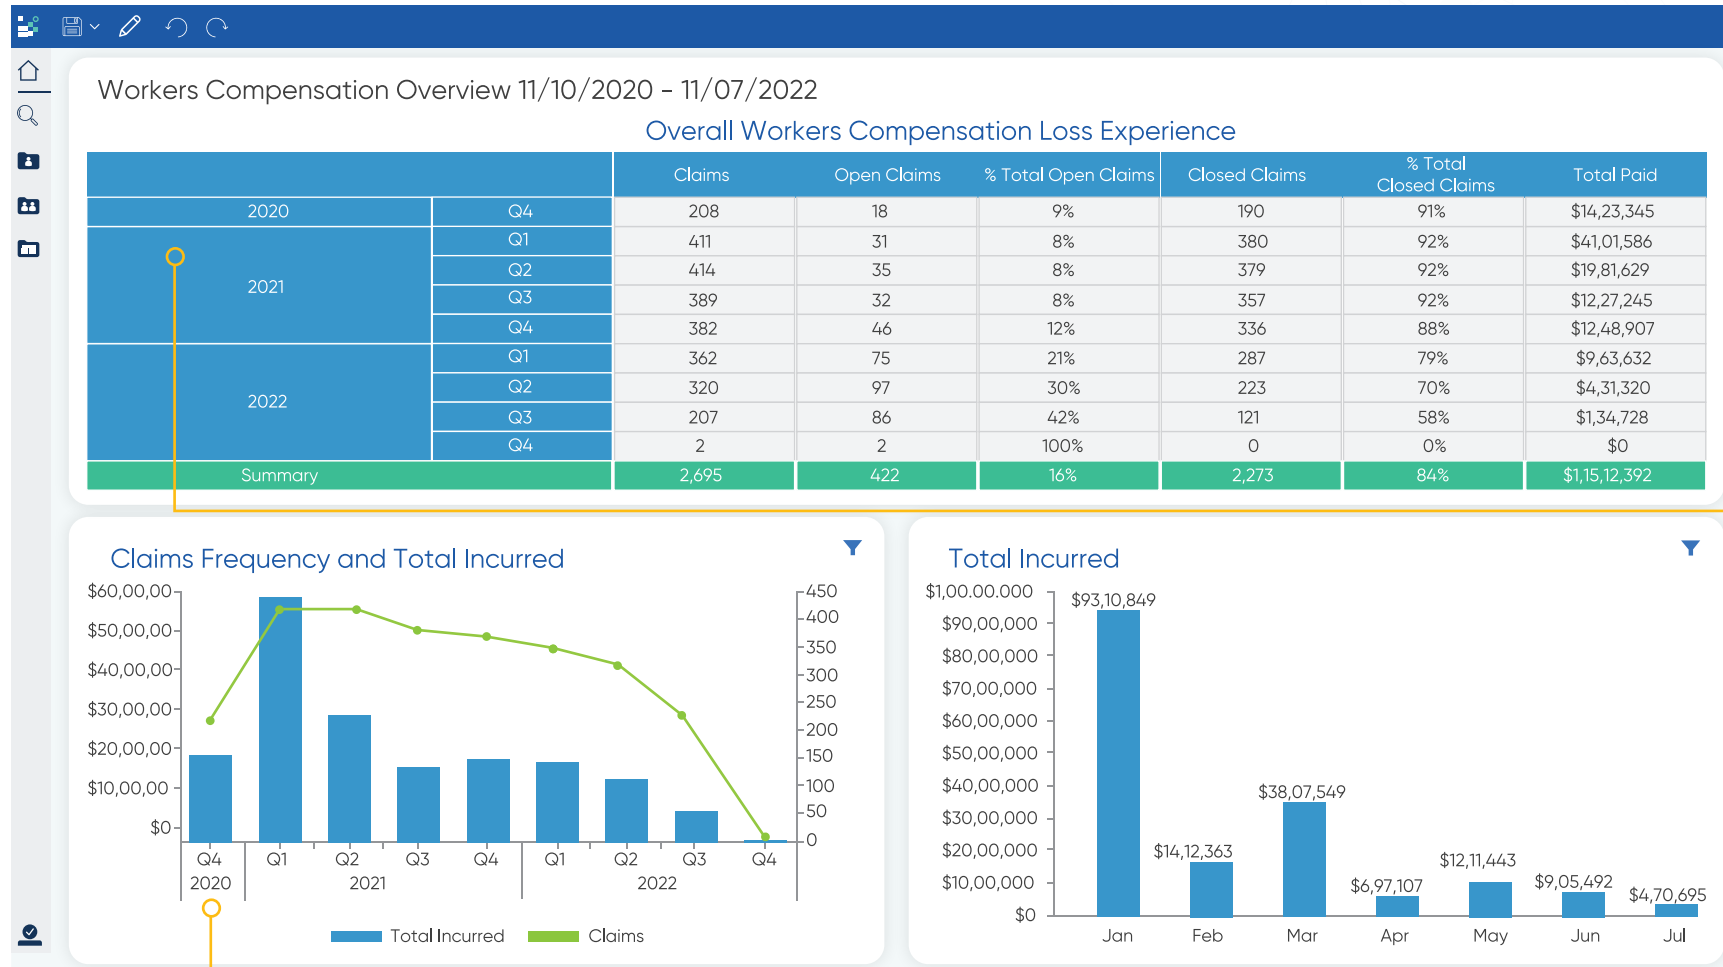 Workers Compensation Overview 11/10/2020 - 11/07/2022
Overall Workers Compensation Loss Experience
Claims Open Claims % Total Open Claims Closed Claims % Total Closed Claims Total Paid
2020 Q4 208 18 9% 190 91% $14,23,345
2021 Q1 411 31 8% 380 92% $41,01,586
Q2 414 35 8% 379 92% $19,81,629
Q3 389 32 8% 357 92% $12,27,245
Q4 382 46 12% 336 88% $12,48,907
2022 Q1 362 75 21% 287 79% $9,63,632
Q2 320 97 30% 223 70% $4,31,320
Q3 207 86 42% 121 58% $1,34,728
Q4 2 2 100% 0 0% $0
Summary 2,695 422 16% 2,273 84% $1,15,12,392
Claims Frequency and Total Incurred
$60,00,00
$50,00,00
$40,00,00
$30,00,00
$20,00,00
$10,00,00
$0
450
400
350
300
250
200
150
100
50
0
Q4 Q1 Q2 Q3 Q4 Q1 Q2 Q3 Q4
2020 2021 2022
Total Incurred Claims
Total Incurred
$1,00.00.000
$90,00,000
$80,00,000
$70,00,000
$60,00,000
$50,00,000
$40,00,000
$30,00,000
$20,00,000
$10,00,000
$0
$93,10,849
$14,12,363
$38,07,549
$6,97,107
$12,11,443
$9,05,492
$4,70,695
Jan Feb Mar Apr May Jun Jul